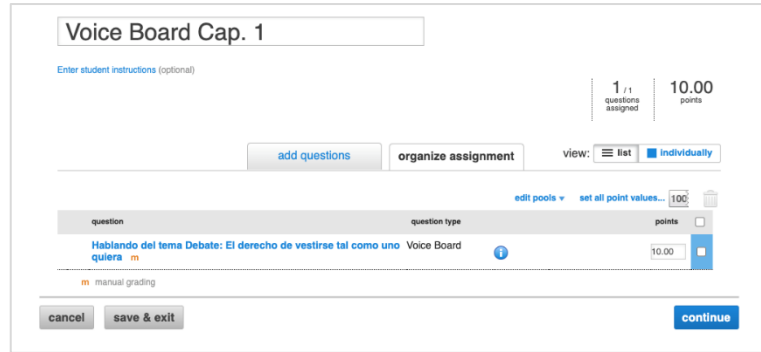 Voice Board Cap. 1
Enter student instructions (optional)
1 / 1
questions
assigned
10.00
points
add questions
organize assignment
view:
list
individually
edit pools
set all point values...
100
question
question type
points
Hablando del tema Debate: El derecho de vestirse tal como uno
quiera m
Voice Board
i
10.00
m manual grading
cancel
save & exit
continue